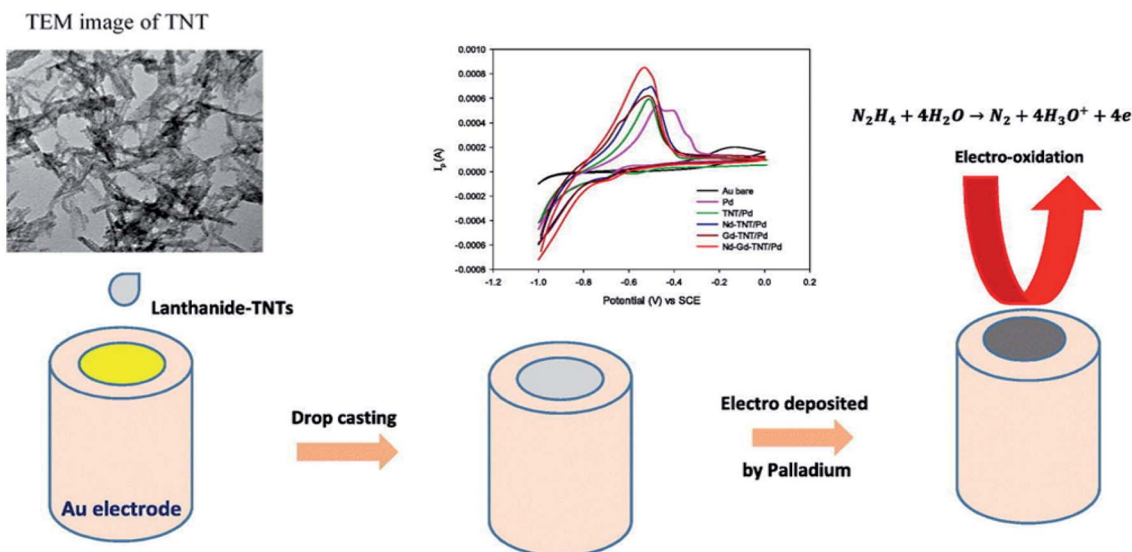 TEM image of TNT
0.0010
0.0008
0.0006
0.0004
0.0002
0.0000
-0.0002
-0.0004
-0.0006
-0.0008
Ip (A)
-1.2 -1.0 -0.8 -0.6 -0.4 -0.2 0.0 0.2
Potential (V) vs SCE
Au bare
Pd
TNT/Pd
Nd-TNT/Pd
Gd-TNT/Pd
Nd-Gd-TNT/Pd
N₂H₄ + 4H₂O → N₂ + 4H₃O⁺ + 4e
Electro-oxidation
Lanthanide-TNTs
Au electrode
Drop casting
Electro deposited
by Palladium